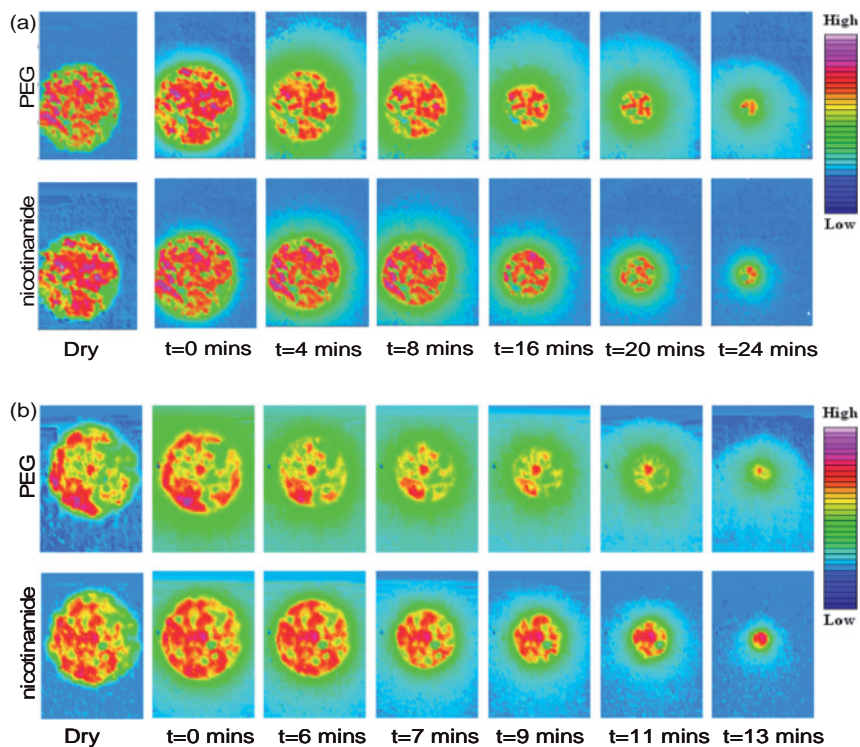 (a)
PEG
High
nicotinamide
Low
Dry t=0 mins t=4 mins t=8 mins t=16 mins t=20 mins t=24 mins
(b)
PEG
High
nicotinamide
Low
Dry t=0 mins t=6 mins t=7 mins t=9 mins t=11 mins t=13 mins